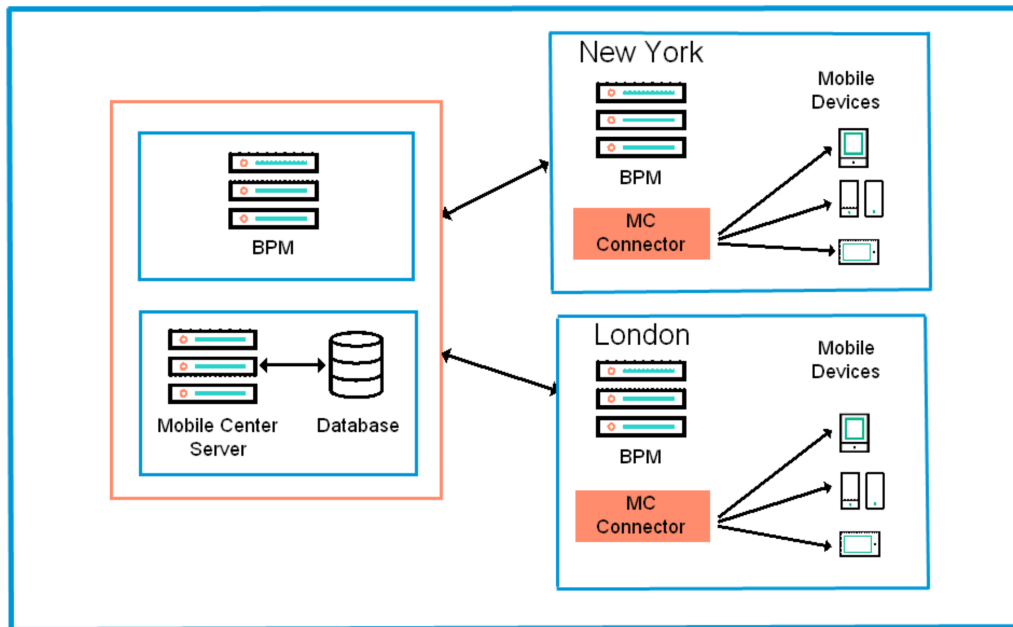 New York
Mobile
Devices
BPM
MC
Connector
BPM
Mobile Center
Server
Database
London
Mobile
Devices
BPM
MC
Connector